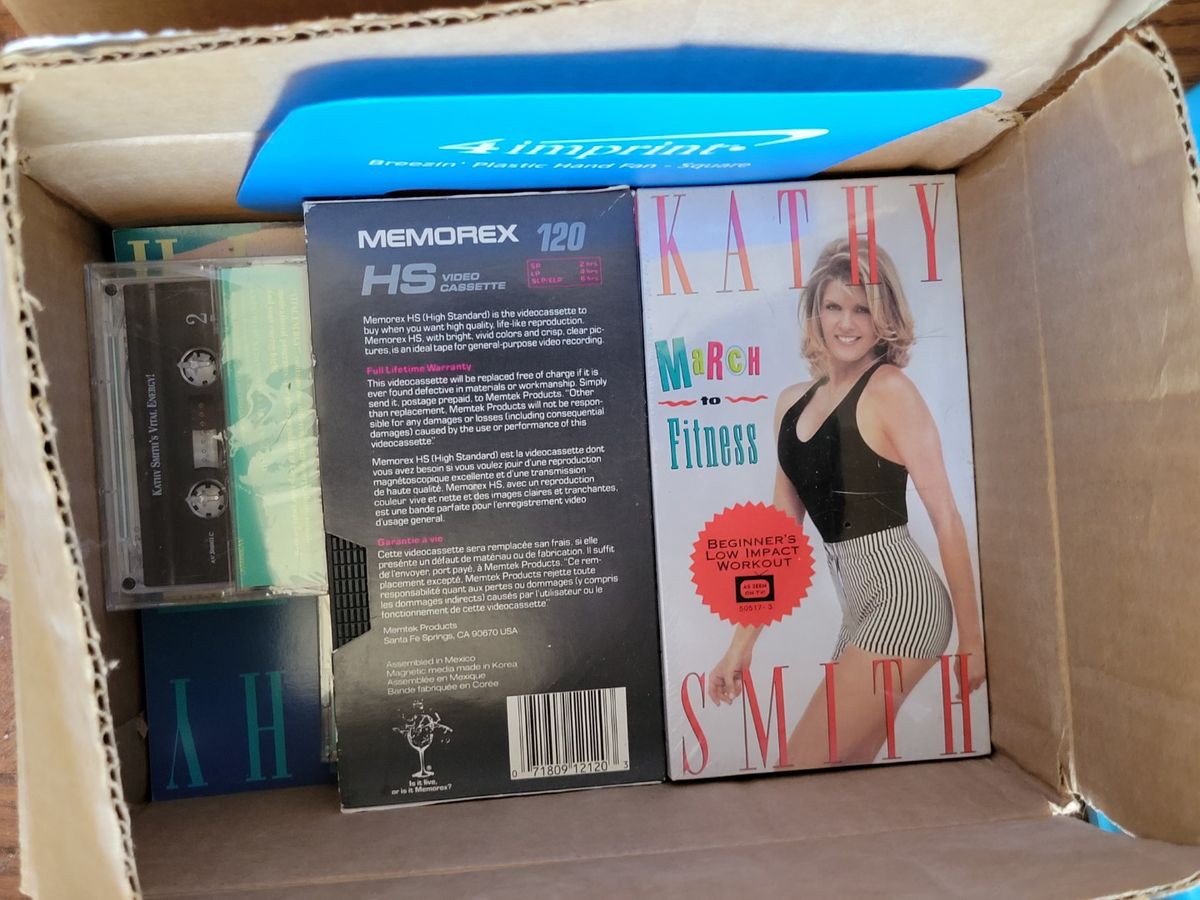 4imprint
Breezin' Plastic Hand Fan - Square
2
KATHY SMITH'S VITAL ENERGY!
HY
MEMOREX 120
HS VIDEO
CASSETTE
SP 2 hrs.
LP 4 hrs.
SLP/ELP 6 hrs.
Memorex HS (High Standard) is the videocassette to
buy when you want high quality, life-like reproduction.
Memorex HS, with bright, vivid colors and crisp, clear pic-
tures, is an ideal tape for general-purpose video recording.
Full Lifetime Warranty
This videocassette will be replaced free of charge if it is
ever found defective in materials or workmanship. Simply
send it, postage prepaid, to Memtek Products. "Other
than replacement, Memtek Products will not be respon-
sible for any damages or losses (including consequential
damages) caused by the use or performance of this
videocassette."
Memorex HS (High Standard) est la videocassette dont
vous avez besoin si vous voulez jouir d'une reproduction
magnétoscopique excellente et d'une transmission
de haute qualité. Memorex HS, avec un reproduction
couleur vive et nette et des images claires et tranchantes,
est une bande parfaite pour l'enregistrement video
d'usage general.
Garantie à vie
Cette videocassette sera remplacée san frais, si elle
presénte un défaut de matériau ou de fabrication. Il suffit
de l'envoyer, port payé, à Memtek Products. "Ce rem-
placement excepté, Memtek Products rejette toute
responsabilité quant aux pertes ou dommages (y compris
les dommages indirects) causés par l'utilisateur ou le
fonctionnement de cette videocassette"
Memtek Products
Santa Fe Springs, CA 90670 USA
Assembled in Mexico
Magnetic media made in Korea
Assemblée en Mexique
Bande fabriquée en Corée
Is it live,
or is it Memorex?
0 71809 12120 3
KATHY
MaRcH
to
Fitness
BEGINNER'S
LOW IMPACT
WORKOUT
AS SEEN
ON TV!
50517-3
SMITH